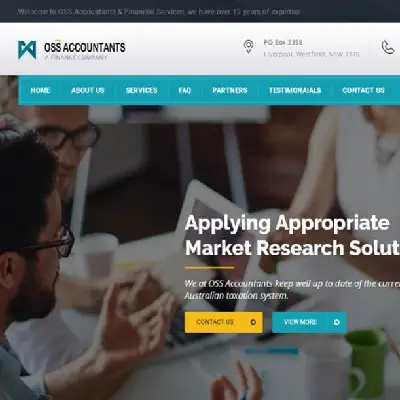 Welcome to OSS Accountants & Financial Services, we have over 12 years of expertise
OSS ACCOUNTANTS
A FINANCE COMPANY
PO Box 3356
Liverpool Westfield, NSW 2170
HOME ABOUT US SERVICES FAQ PARTNERS TESTIMONAIALS CONTACT US
Applying Appropriate
Market Research Solut
We at OSS Accountants keep well up to date of the curre
Australian taxation system.
CONTACT US
VIEW MORE